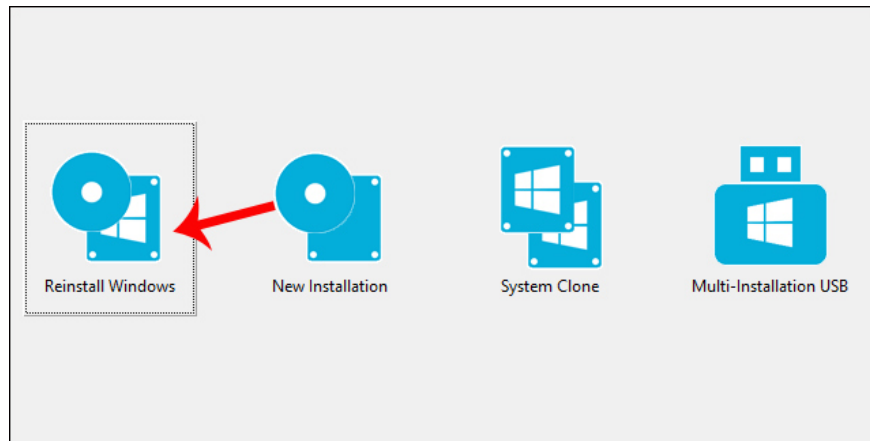 Reinstall Windows
New Installation
System Clone
Multi-Installation USB